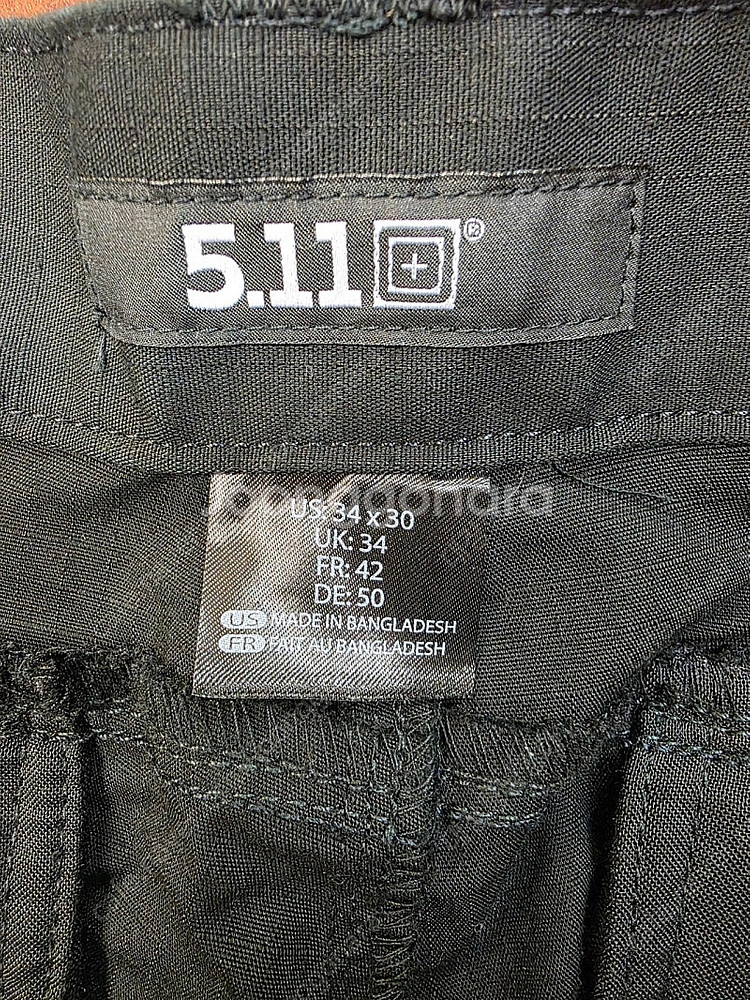 5.11 ®
US: 34 x 30
UK: 34
FR: 42
DE: 50
US MADE IN BANGLADESH
FR FAIT AU BANGLADESH